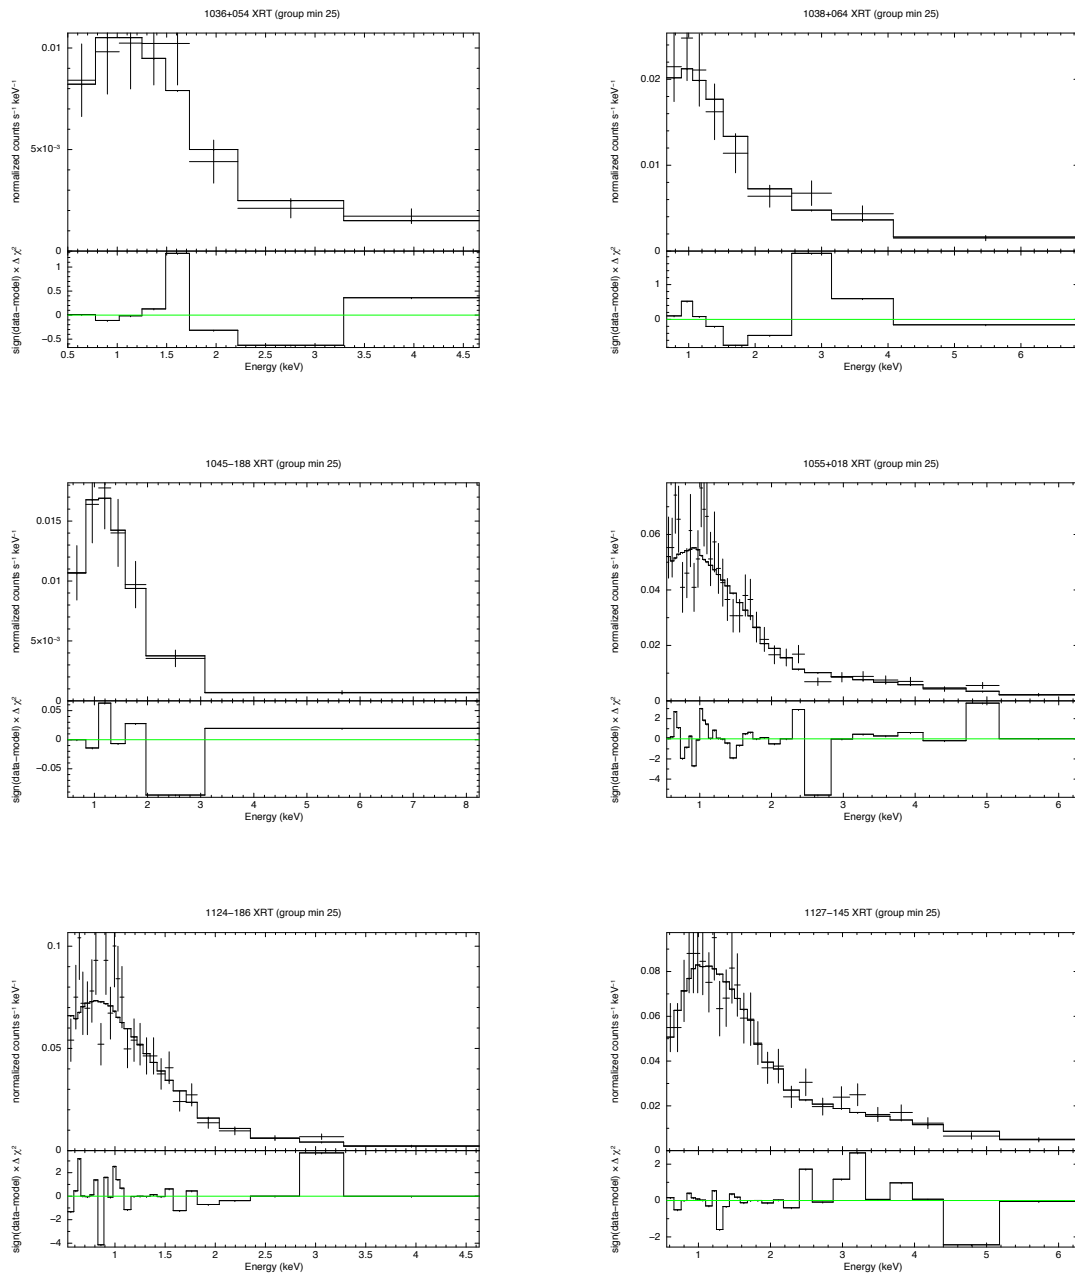 1036+054 XRT (group min 25)
normalized counts s⁻¹ keV⁻¹
0.01
5×10⁻³
0
sign(data−model) × Δ χ²
1
0.5
0
−0.5
0.5 1 1.5 2 2.5 3 3.5 4 4.5
Energy (keV)
1038+064 XRT (group min 25)
normalized counts s⁻¹ keV⁻¹
0.02
0.01
0
sign(data−model) × Δ χ²
0
1
0
1 2 3 4 5 6
Energy (keV)
1045−188 XRT (group min 25)
normalized counts s⁻¹ keV⁻¹
0.015
0.01
5×10⁻³
0
sign(data−model) × Δ χ²
0.05
0
−0.05
1 2 3 4 5 6 7 8
Energy (keV)
1055+018 XRT (group min 25)
normalized counts s⁻¹ keV⁻¹
0.06
0.04
0.02
0
sign(data−model) × Δ χ²
2
0
−2
−4
1 2 3 4 5 6
Energy (keV)
1124−186 XRT (group min 25)
normalized counts s⁻¹ keV⁻¹
0.1
0.05
0
sign(data−model) × Δ χ²
2
0
−2
−4
1 1.5 2 2.5 3 3.5 4 4.5
Energy (keV)
1127−145 XRT (group min 25)
normalized counts s⁻¹ keV⁻¹
0.08
0.06
0.04
0.02
0
sign(data−model) × Δ χ²
2
0
−2
1 2 3 4 5 6
Energy (keV)